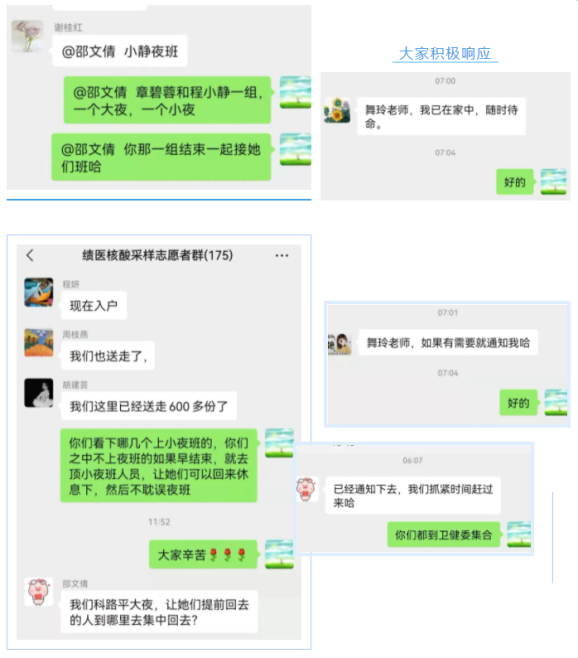 谢桂红
@邵文倩 小静夜班
@邵文倩 章碧蓉和程小静一组，
一个大夜，一个小夜
@邵文倩 你那一组结束一起接她
们班哈
大家积极响应
07:00
舞玲老师，我已在家中，随时待
命。
07:04
好的
绩医核酸采样志愿者群(175)
程妍
现在入户
周桂燕
我们也送走了，
胡建芸
我们这里已经送走600多份了
你们看下哪几个上小夜班的，你们
之中不上夜班的如果早结束，就去
顶小夜班人员，让她们可以回来休
息下，然后不耽误夜班
11:52
大家辛苦🌹🌹🌹
邵文倩
我们科路平大夜，让她们提前回去
的人到哪里去集中回去？
07:01
舞玲老师，如果有需要就通知我哈
07:04
好的
06:07
已经通知下去，我们抓紧时间赶过
来哈
你们都到卫健委集合